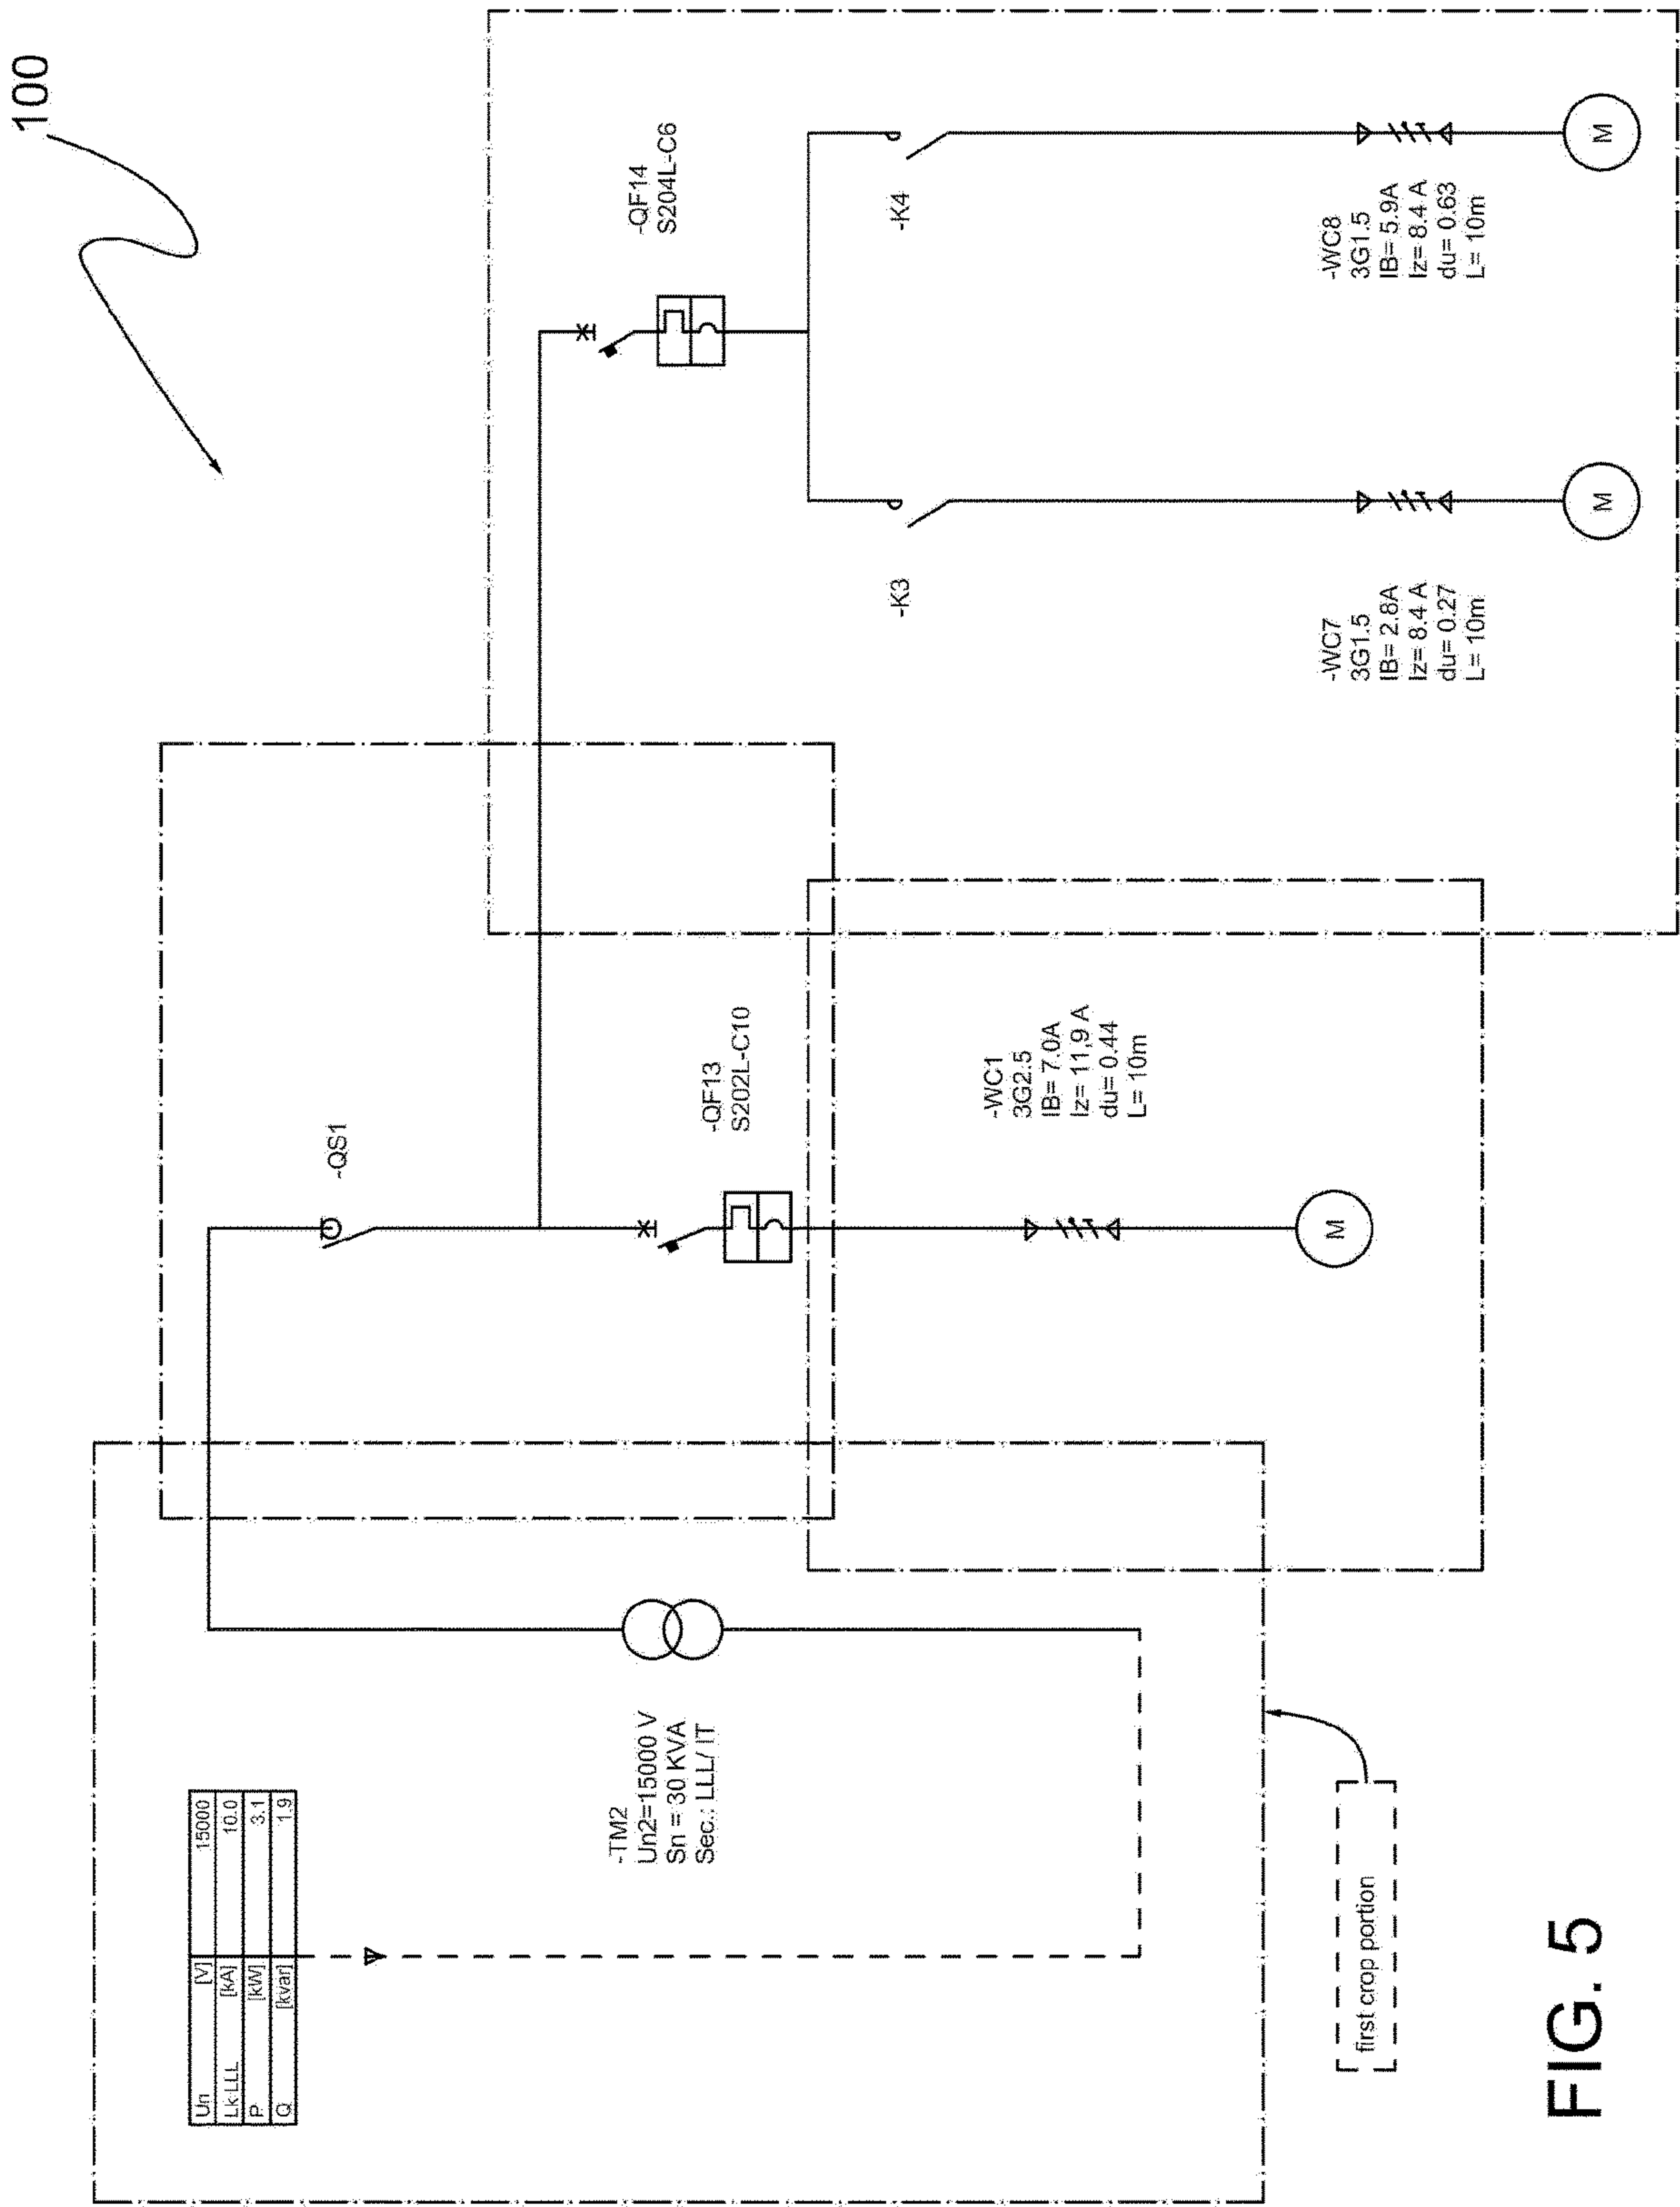 100
Un [V] 15000
Lk LLL [kA] 10.0
P [kW] 3.1
Q [kvar] 1.9
-TM2
Un2=15000 V
Sn = 30 KVA
Sec.: LLL/ IT
-QS1
-QF13
S202L-C10
-WC1
3G2.5
IB= 7.0A
Iz= 11,9 A
du= 0.44
L= 10m
M
-QF14
S204L-C6
-K3
-K4
-WC7
3G1.5
IB= 2.8A
Iz= 8.4 A
du= 0.27
L= 10m
M
-WC8
3G1.5
IB= 5.9A
Iz= 8.4 A
du= 0.63
L= 10m
M
first crop portion
FIG. 5